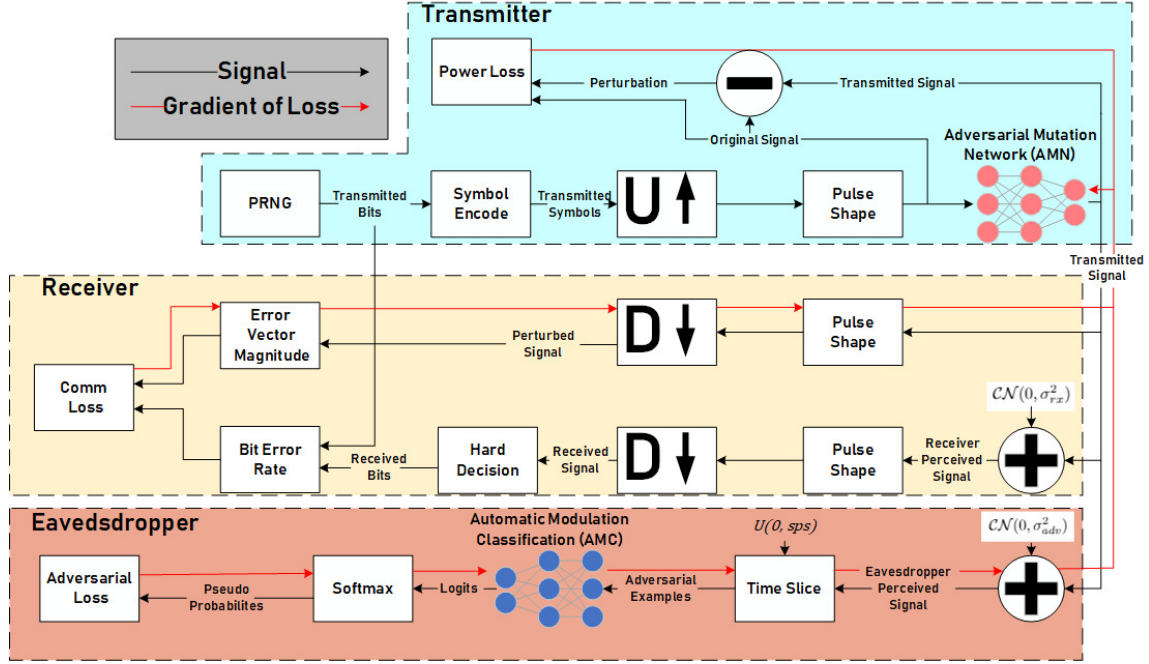 Transmitter
Signal
Gradient of Loss
Power Loss
Perturbation
Transmitted Signal
Original Signal
Adversarial Mutation
Network (AMN)
PRNG
Transmitted
Bits
Symbol
Encode
Transmitted
Symbols
U
Pulse
Shape
Transmitted
Signal
Receiver
Error
Vector
Magnitude
Perturbed
Signal
D
Pulse
Shape
Comm
Loss
CN(0, σ²rx)
Bit Error
Rate
Received
Bits
Hard
Decision
Received
Signal
D
Pulse
Shape
Receiver
Perceived
Signal
Eavedsdropper
Automatic Modulation
Classification (AMC)
U(0, sps)
CN(0, σ²adv)
Adversarial
Loss
Pseudo
Probabilites
Softmax
Logits
Adversarial
Examples
Time Slice
Eavesdropper
Perceived
Signal